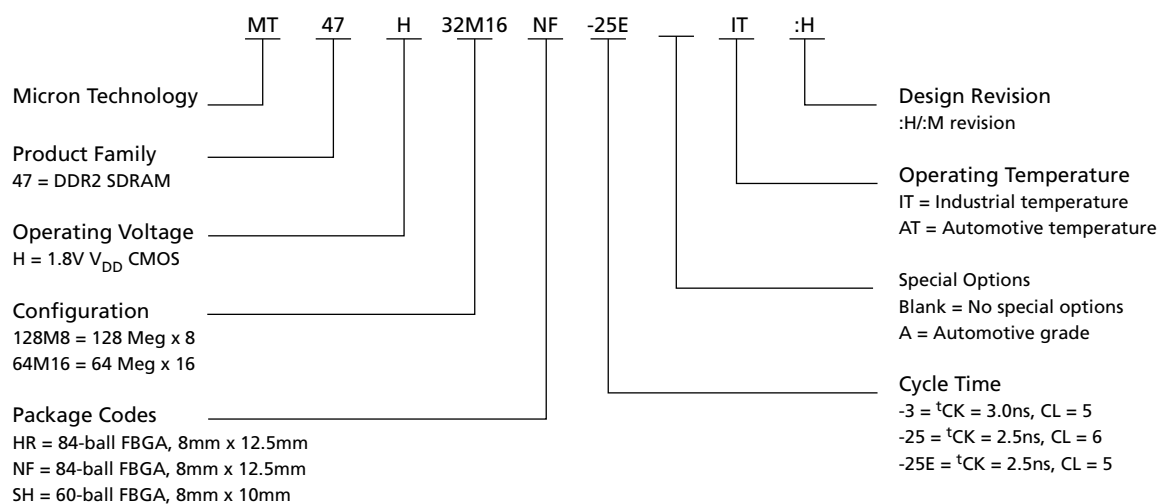 MT 47 H 32M16 NF -25E IT :H
Micron Technology
Product Family
47 = DDR2 SDRAM
Operating Voltage
H = 1.8V VDD CMOS
Configuration
128M8 = 128 Meg x 8
64M16 = 64 Meg x 16
Package Codes
HR = 84-ball FBGA, 8mm x 12.5mm
NF = 84-ball FBGA, 8mm x 12.5mm
SH = 60-ball FBGA, 8mm x 10mm
Design Revision
:H/:M revision
Operating Temperature
IT = Industrial temperature
AT = Automotive temperature
Special Options
Blank = No special options
A = Automotive grade
Cycle Time
-3 = tCK = 3.0ns, CL = 5
-25 = tCK = 2.5ns, CL = 6
-25E = tCK = 2.5ns, CL = 5